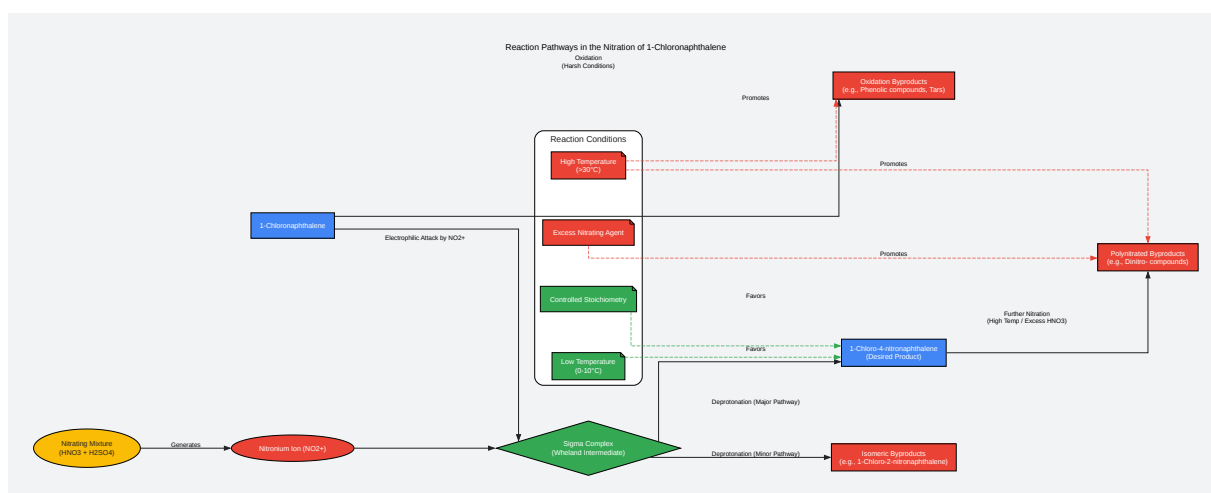 Reaction Pathways in the Nitration of 1-Chloronaphthalene
Oxidation
(Harsh Conditions)
Oxidation Byproducts
(e.g., Phenolic compounds, Tars)
Promotes
Reaction Conditions
High Temperature
(>30°C)
Promotes
1-Chloronaphthalene
Electrophilic Attack by NO2+
Excess Nitrating Agent
Promotes
Polynitrated Byproducts
(e.g., Dinitro- compounds)
Controlled Stoichiometry
Favors
Further Nitration
(High Temp / Excess HNO3)
Favors
1-Chloro-4-nitronaphthalene
(Desired Product)
Low Temperature
(0-10°C)
Deprotonation (Major Pathway)
Nitrating Mixture
(HNO3 + H2SO4)
Generates
Nitronium Ion (NO2+)
Sigma Complex
(Wheland Intermediate)
Deprotonation (Minor Pathway)
Isomeric Byproducts
(e.g., 1-Chloro-2-nitronaphthalene)